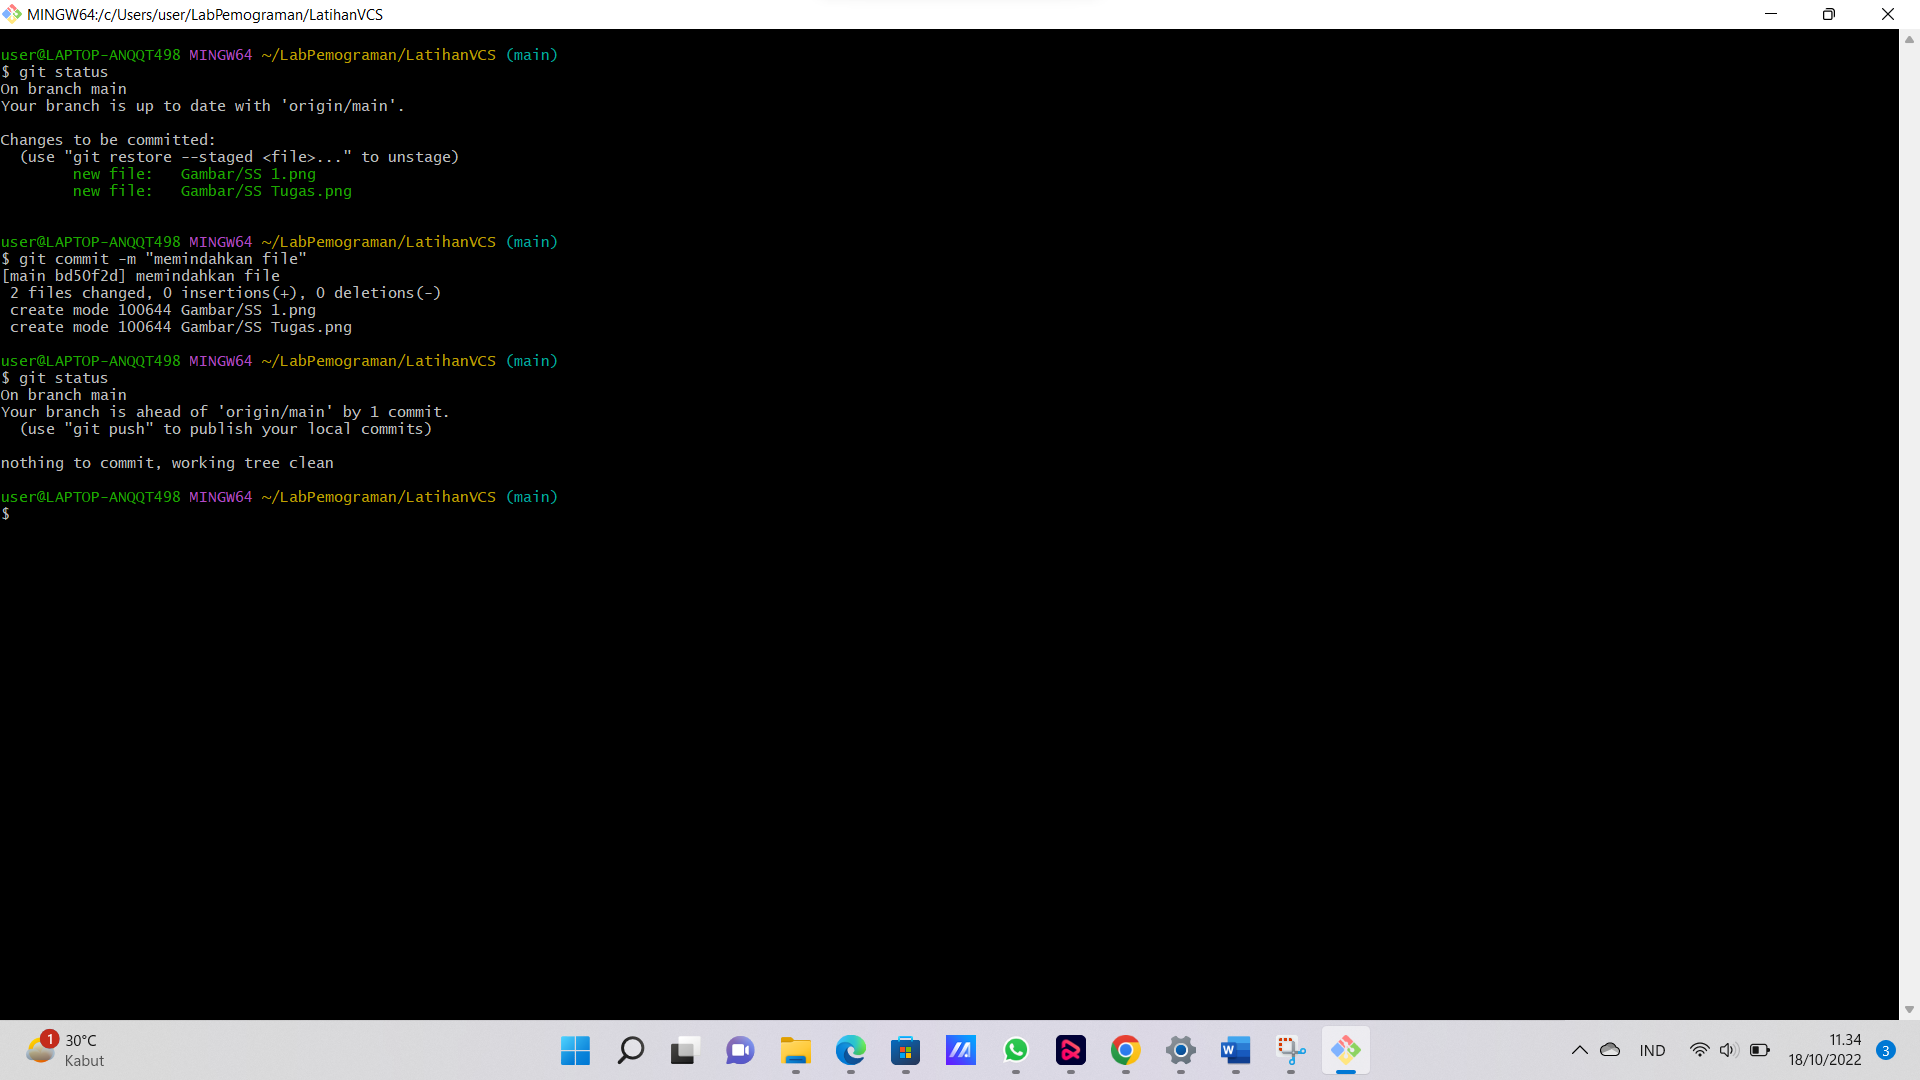 MINGW64:/c/Users/user/LabPemograman/LatihanVCS
user@LAPTOP-ANQQT498 MINGW64 ~/LabPemograman/LatihanVCS (main)
$ git status
On branch main
Your branch is up to date with 'origin/main'.
Changes to be committed:
(use "git restore --staged <file>..." to unstage)
new file: Gambar/SS 1.png
new file: Gambar/SS Tugas.png
user@LAPTOP-ANQQT498 MINGW64 ~/LabPemograman/LatihanVCS (main)
$ git commit -m "memindahkan file"
[main bd50f2d] memindahkan file
2 files changed, 0 insertions(+), 0 deletions(-)
create mode 100644 Gambar/SS 1.png
create mode 100644 Gambar/SS Tugas.png
user@LAPTOP-ANQQT498 MINGW64 ~/LabPemograman/LatihanVCS (main)
$ git status
On branch main
Your branch is ahead of 'origin/main' by 1 commit.
(use "git push" to publish your local commits)
nothing to commit, working tree clean
user@LAPTOP-ANQQT498 MINGW64 ~/LabPemograman/LatihanVCS (main)
$
1
30°C
Kabut
W
IND
11.34
18/10/2022
3